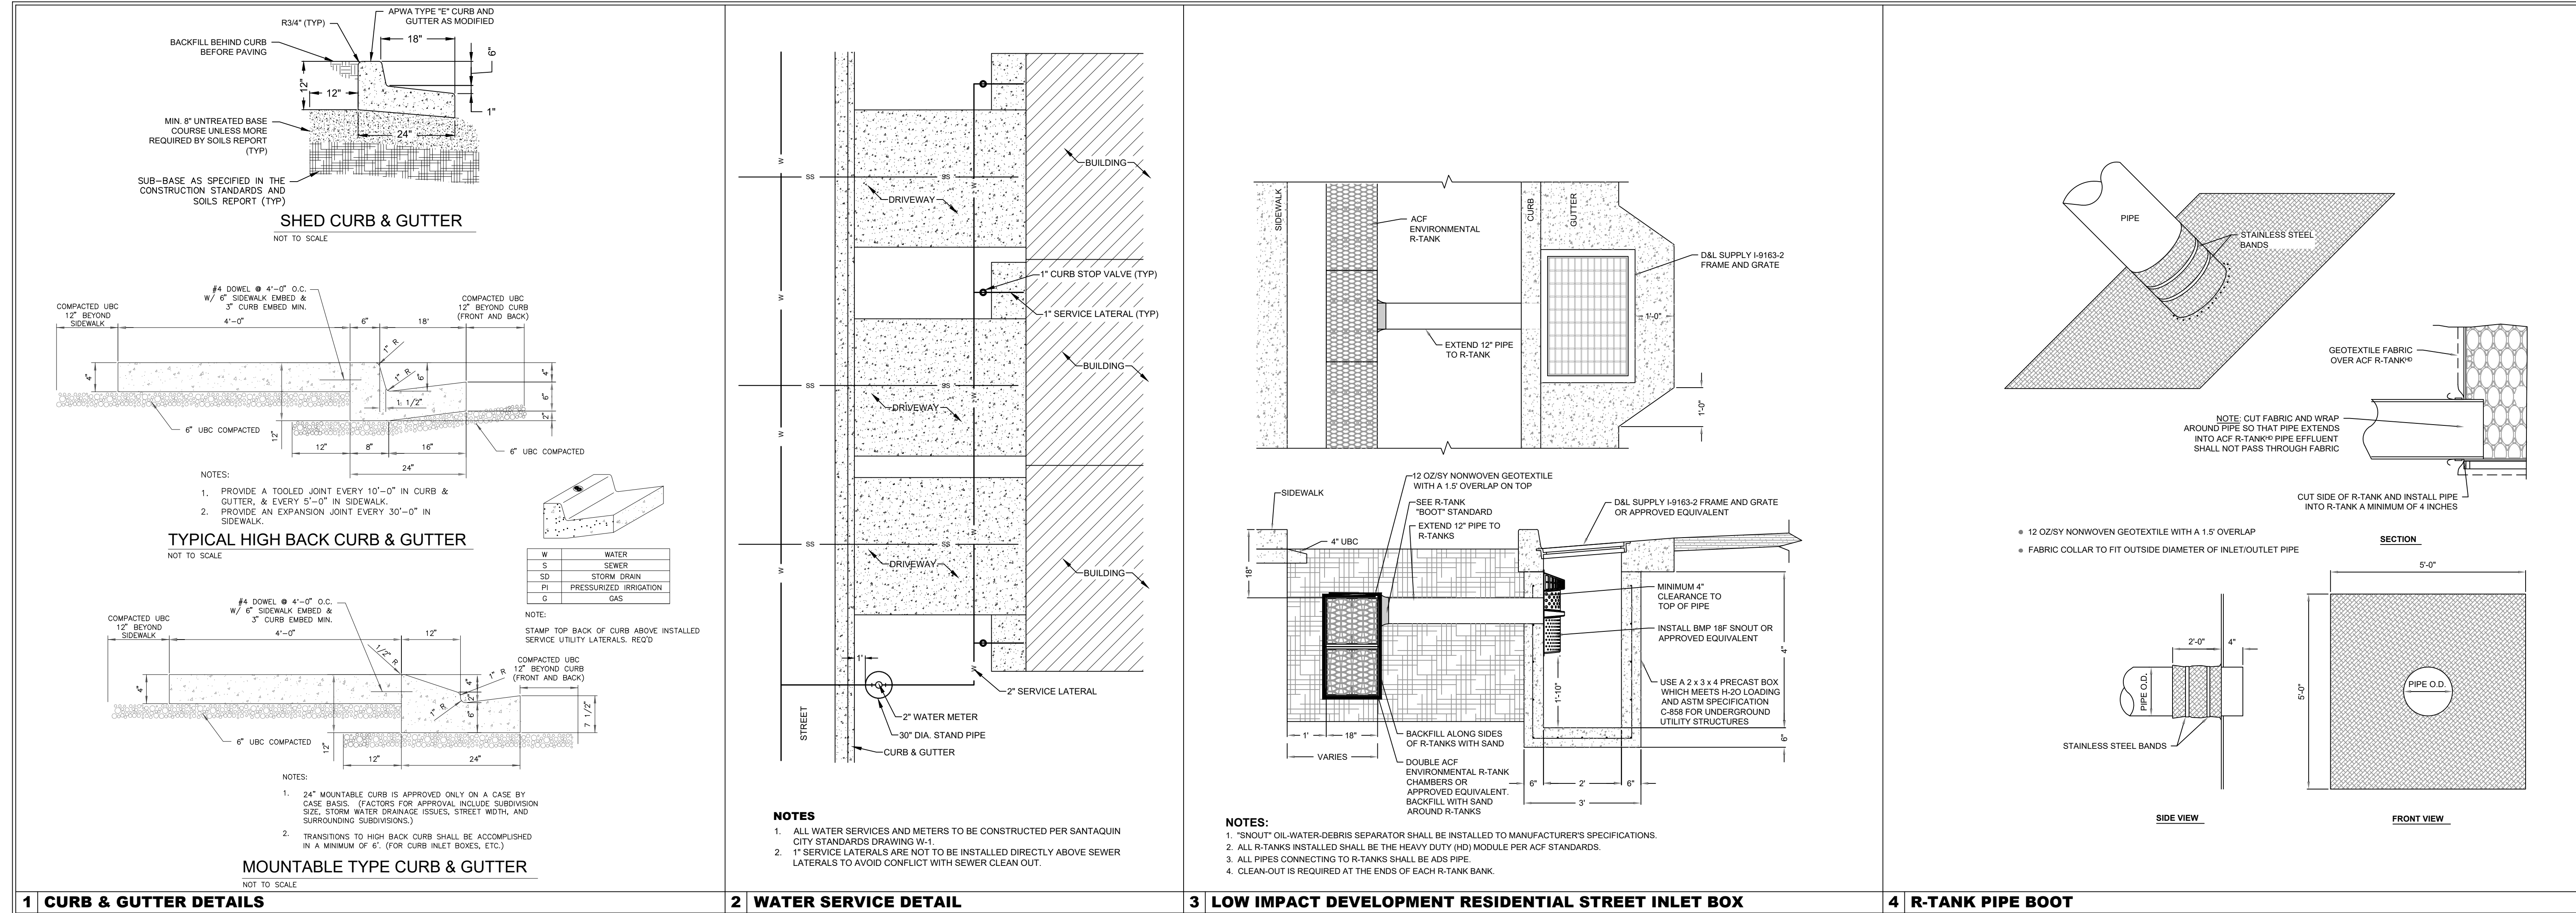 APWA TYPE "E" CURB AND
GUTTER AS MODIFIED
R3/4" (TYP)
18"
6"
BACKFILL BEHIND CURB
BEFORE PAVING
12"
12"
1"
MIN. 8" UNTREATED BASE
COURSE UNLESS MORE
REQUIRED BY SOILS REPORT
(TYP)
24"
SUB-BASE AS SPECIFIED IN THE
CONSTRUCTION STANDARDS AND
SOILS REPORT (TYP)
SHED CURB & GUTTER
NOT TO SCALE
#4 DOWEL @ 4'-0" O.C.
W/ 6" SIDEWALK EMBED &
3" CURB EMBED MIN.
COMPACTED UBC
12" BEYOND
SIDEWALK
COMPACTED UBC
12" BEYOND CURB
(FRONT AND BACK)
4'-0"
6"
18'
1" R
1" R
4"
6"
4"
6"
2"
1 1/2"
6" UBC COMPACTED
12"
12"
8"
16"
6" UBC COMPACTED
24"
NOTES:
1. PROVIDE A TOOLED JOINT EVERY 10'-0" IN CURB &
GUTTER, & EVERY 5'-0" IN SIDEWALK.
2. PROVIDE AN EXPANSION JOINT EVERY 30'-0" IN
SIDEWALK.
TYPICAL HIGH BACK CURB & GUTTER
NOT TO SCALE
W WATER
S SEWER
SD STORM DRAIN
PI PRESSURIZED IRRIGATION
G GAS
NOTE:
STAMP TOP BACK OF CURB ABOVE INSTALLED
SERVICE UTILITY LATERALS. REQ'D
#4 DOWEL @ 4'-0" O.C.
W/ 6" SIDEWALK EMBED &
3" CURB EMBED MIN.
COMPACTED UBC
12" BEYOND
SIDEWALK
4'-0"
12"
1/2" R
COMPACTED UBC
12" BEYOND CURB
(FRONT AND BACK)
1" R
1" R
4"
4"
2"
6"
7 1/2"
6" UBC COMPACTED
12"
12"
24"
NOTES:
1. 24" MOUNTABLE CURB IS APPROVED ONLY ON A CASE BY
CASE BASIS. (FACTORS FOR APPROVAL INCLUDE SUBDIVISION
SIZE, STORM WATER DRAINAGE ISSUES, STREET WIDTH, AND
SURROUNDING SUBDIVISIONS.)
2. TRANSITIONS TO HIGH BACK CURB SHALL BE ACCOMPLISHED
IN A MINIMUM OF 6'. (FOR CURB INLET BOXES, ETC.)
MOUNTABLE TYPE CURB & GUTTER
NOT TO SCALE
1 CURB & GUTTER DETAILS
W
BUILDING
SS
SS
W
DRIVEWAY
1" CURB STOP VALVE (TYP)
W
1" SERVICE LATERAL (TYP)
BUILDING
SS
SS
W
DRIVEWAY
W
W
SS
SS
DRIVEWAY
BUILDING
W
1'
W
2" SERVICE LATERAL
STREET
2" WATER METER
30" DIA. STAND PIPE
CURB & GUTTER
NOTES
1. ALL WATER SERVICES AND METERS TO BE CONSTRUCTED PER SANTAQUIN
CITY STANDARDS DRAWING W-1.
2. 1" SERVICE LATERALS ARE NOT TO BE INSTALLED DIRECTLY ABOVE SEWER
LATERALS TO AVOID CONFLICT WITH SEWER CLEAN OUT.
2 WATER SERVICE DETAIL
SIDEWALK
ACF
ENVIRONMENTAL
R-TANK
CURB
GUTTER
D&L SUPPLY I-9163-2
FRAME AND GRATE
1'-0"
EXTEND 12" PIPE
TO R-TANK
1'-0"
12 OZ/SY NONWOVEN GEOTEXTILE
WITH A 1.5' OVERLAP ON TOP
SIDEWALK
SEE R-TANK
"BOOT" STANDARD
D&L SUPPLY I-9163-2 FRAME AND GRATE
OR APPROVED EQUIVALENT
EXTEND 12" PIPE TO
R-TANKS
4" UBC
18"
MINIMUM 4"
CLEARANCE TO
TOP OF PIPE
INSTALL BMP 18F SNOUT OR
APPROVED EQUIVALENT
4"
1'-10"
USE A 2 x 3 x 4 PRECAST BOX
WHICH MEETS H-2O LOADING
AND ASTM SPECIFICATION
C-858 FOR UNDERGROUND
UTILITY STRUCTURES
6"
1'
18"
VARIES
BACKFILL ALONG SIDES
OF R-TANKS WITH SAND
DOUBLE ACF
ENVIRONMENTAL R-TANK
CHAMBERS OR
APPROVED EQUIVALENT.
BACKFILL WITH SAND
AROUND R-TANKS
6"
2'
6"
3'
NOTES:
1. "SNOUT" OIL-WATER-DEBRIS SEPARATOR SHALL BE INSTALLED TO MANUFACTURER'S SPECIFICATIONS.
2. ALL R-TANKS INSTALLED SHALL BE THE HEAVY DUTY (HD) MODULE PER ACF STANDARDS.
3. ALL PIPES CONNECTING TO R-TANKS SHALL BE ADS PIPE.
4. CLEAN-OUT IS REQUIRED AT THE ENDS OF EACH R-TANK BANK.
3 LOW IMPACT DEVELOPMENT RESIDENTIAL STREET INLET BOX
PIPE
STAINLESS STEEL
BANDS
GEOTEXTILE FABRIC
OVER ACF R-TANKHD
NOTE: CUT FABRIC AND WRAP
AROUND PIPE SO THAT PIPE EXTENDS
INTO ACF R-TANKHD PIPE EFFLUENT
SHALL NOT PASS THROUGH FABRIC
CUT SIDE OF R-TANK AND INSTALL PIPE
INTO R-TANK A MINIMUM OF 4 INCHES
12 OZ/SY NONWOVEN GEOTEXTILE WITH A 1.5' OVERLAP
FABRIC COLLAR TO FIT OUTSIDE DIAMETER OF INLET/OUTLET PIPE
SECTION
5'-0"
2'-0"
4"
PIPE O.D.
PIPE O.D.
5'-0"
STAINLESS STEEL BANDS
SIDE VIEW
FRONT VIEW
4 R-TANK PIPE BOOT